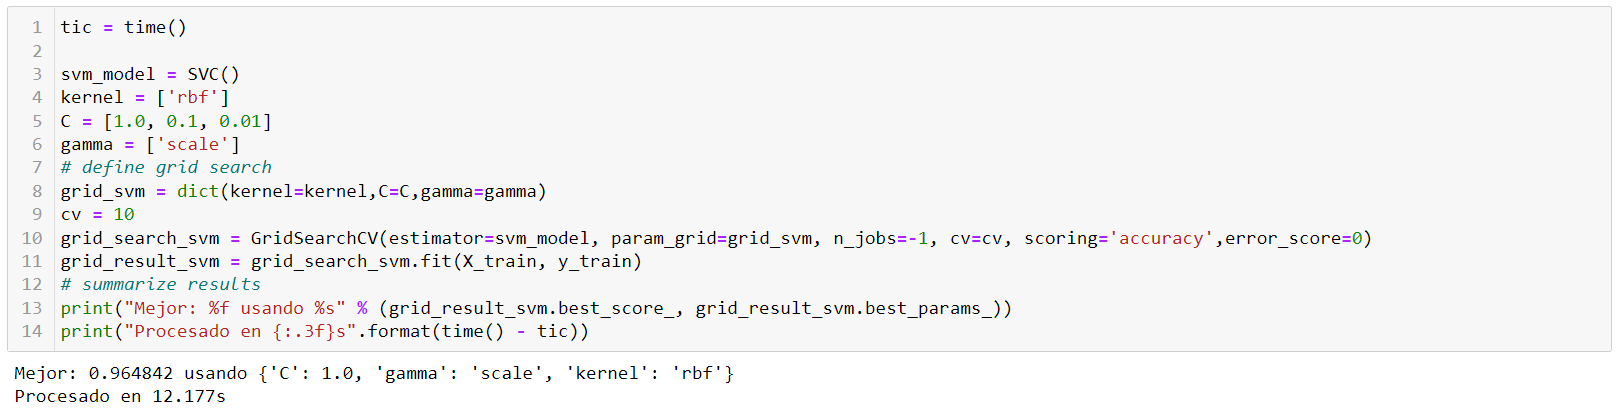 1 tic = time()
2
3 svm_model = SVC()
4 kernel = ['rbf']
5 C = [1.0, 0.1, 0.01]
6 gamma = ['scale']
7 # define grid search
8 grid_svm = dict(kernel=kernel,C=C,gamma=gamma)
9 cv = 10
10 grid_search_svm = GridSearchCV(estimator=svm_model, param_grid=grid_svm, n_jobs=-1, cv=cv, scoring='accuracy',error_score=0)
11 grid_result_svm = grid_search_svm.fit(X_train, y_train)
12 # summarize results
13 print("Mejor: %f usando %s" % (grid_result_svm.best_score_, grid_result_svm.best_params_))
14 print("Procesado en {:.3f}s".format(time() - tic))
Mejor: 0.964842 usando {'C': 1.0, 'gamma': 'scale', 'kernel': 'rbf'}
Procesado en 12.177s